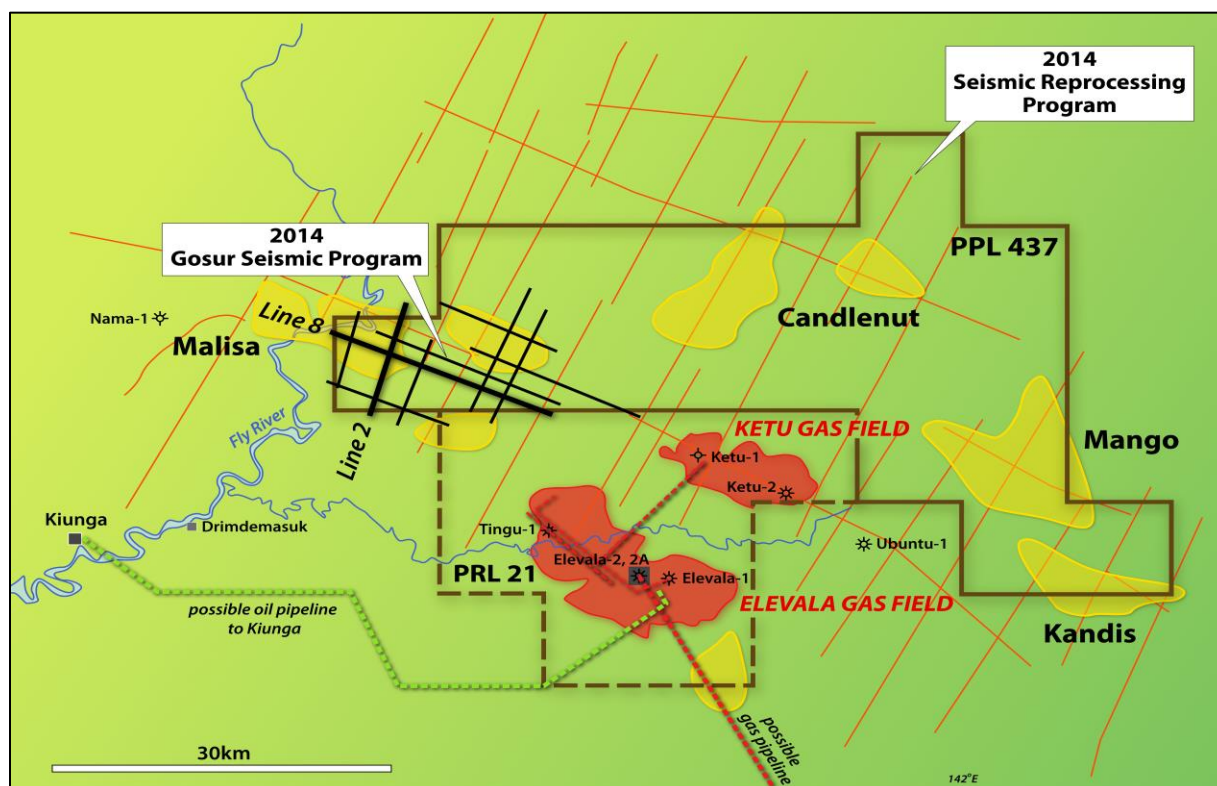 2014
Seismic Reprocessing
Program
2014
Gosur Seismic Program
PPL 437
Nama-1
Malisa
Line 8
Candlenut
Fly River
Line 2
KETU GAS FIELD
Ketu-1
Ketu-2
Mango
Kiunga
Drimdemasuk
Tingu-1
Ubuntu-1
Elevala-2, 2A
Elevala-1
PRL 21
ELEVALA GAS FIELD
possible oil pipeline
to Kiunga
Kandis
possible
gas pipeline
30km
142°E